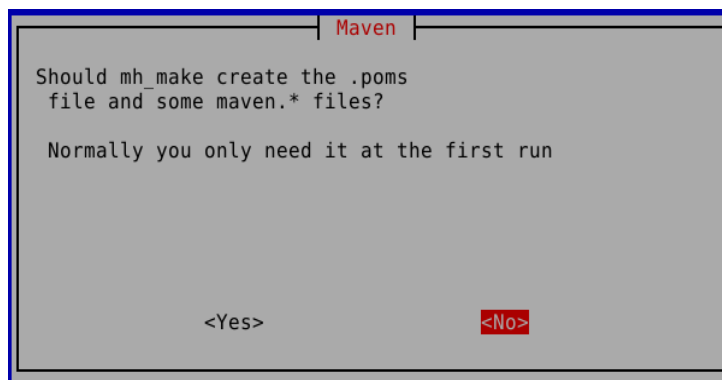 Maven
Should mh_make create the .poms
file and some maven.* files?
Normally you only need it at the first run
<Yes> <No>